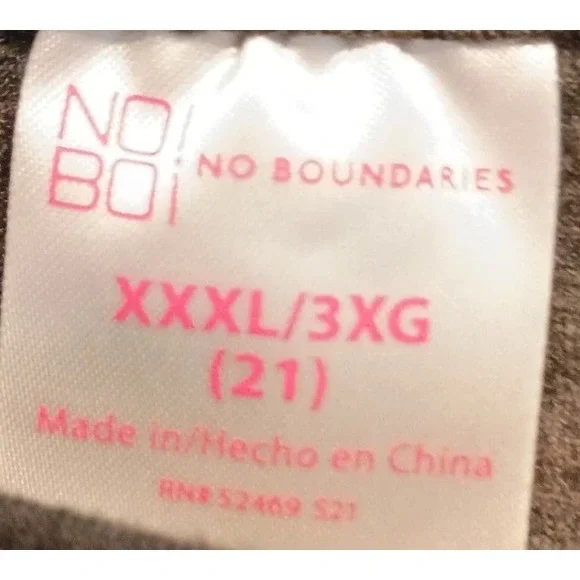 NO
BO
NO BOUNDARIES
XXXL/3XG
(21)
Made in/Hecho en China
RN# 52469 S21